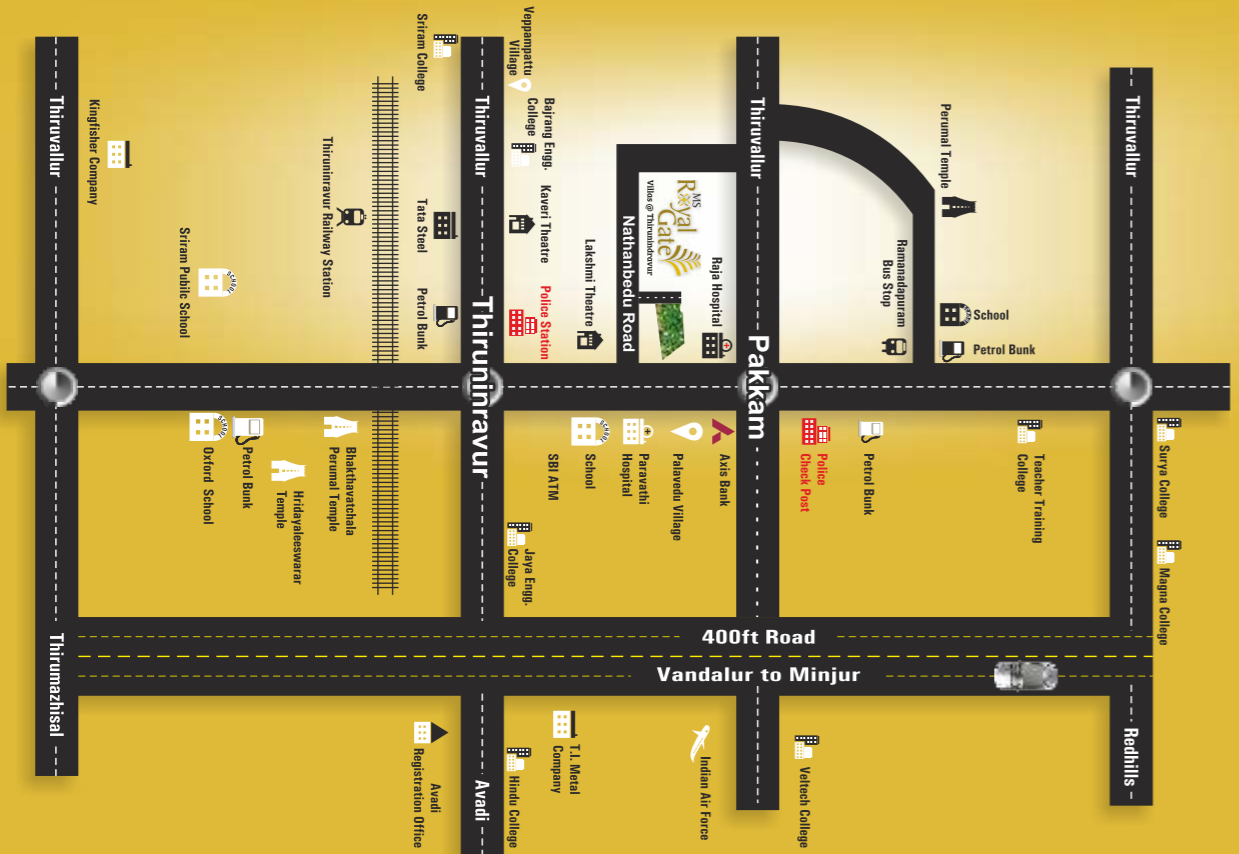 Thiruvallur
Thirumazhisal
Kingfisher Company
Sriram Pubilc School
Oxford School
Petrol Bunk
Hridayaleeswarar
Temple
Bhakthavatchala
Perumal Temple
Thiruninravur Railway Station
Sriram College
Tata Steel
Petrol Bunk
Thiruvallur
Thiruninravur
Avadi
Avadi
Registration Office
Veppampattu
Village
Bajrang Engg.
College
Kaveri Theatre
Police Station
Lakshmi Theatre
Jaya Engg.
College
Hindu College
T.I. Metal
Company
SBI ATM
SCHOOL
School
Paravathi
Hospital
Palavedu Village
Axis Bank
Nathanbedu Road
MS
Royal
Gate
Villas @ Thirunindravur
Raja Hospital
Thiruvallur
Pakkam
Indian Air Force
Veltech College
Police
Check Post
Petrol Bunk
Ramanadapuram
Bus Stop
Perumal Temple
School
Petrol Bunk
Teacher Training
College
Thiruvallur
Redhills
Surya College
Magna College
400ft Road
Vandalur to Minjur
SCHOOL
SCHOOL